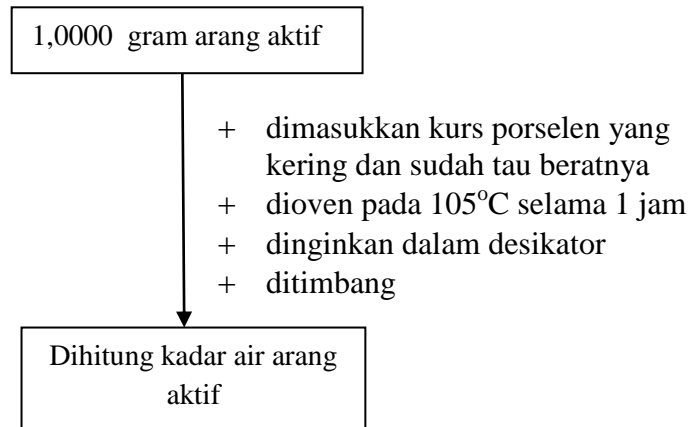 1,0000 gram arang aktif
+ dimasukkan kurs porselen yang
kering dan sudah tau beratnya
+ dioven pada 105°C selama 1 jam
+ dinginkan dalam desikator
+ ditimbang
Dihitung kadar air arang
aktif